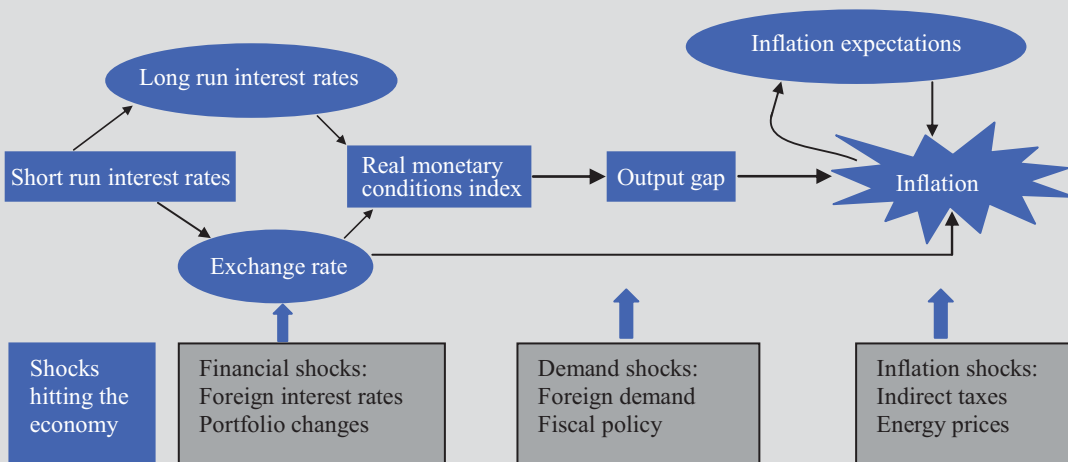 Inflation expectations
Long run interest rates
Short run interest rates
Real monetary
conditions index
Output gap
Inflation
Exchange rate
Shocks
hitting the
economy
Financial shocks:
Foreign interest rates
Portfolio changes
Demand shocks:
Foreign demand
Fiscal policy
Inflation shocks:
Indirect taxes
Energy prices